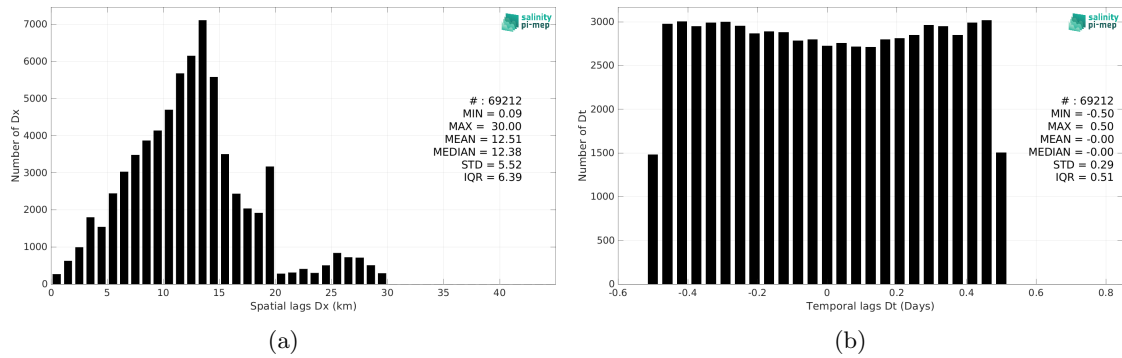 7000
6000
5000
4000
3000
2000
1000
0
Number of Dx
salinity
pi-mep
# : 69212
MIN = 0.09
MAX = 30.00
MEAN = 12.51
MEDIAN = 12.38
STD = 5.52
IQR = 6.39
0 5 10 15 20 25 30 35 40
Spatial lags Dx (km)
(a)
3000
2500
2000
1500
1000
500
0
Number of Dt
salinity
pi-mep
# : 69212
MIN = -0.50
MAX = 0.50
MEAN = -0.00
MEDIAN = -0.00
STD = 0.29
IQR = 0.51
-0.6 -0.4 -0.2 0 0.2 0.4 0.6 0.8
Temporal lags Dt (Days)
(b)